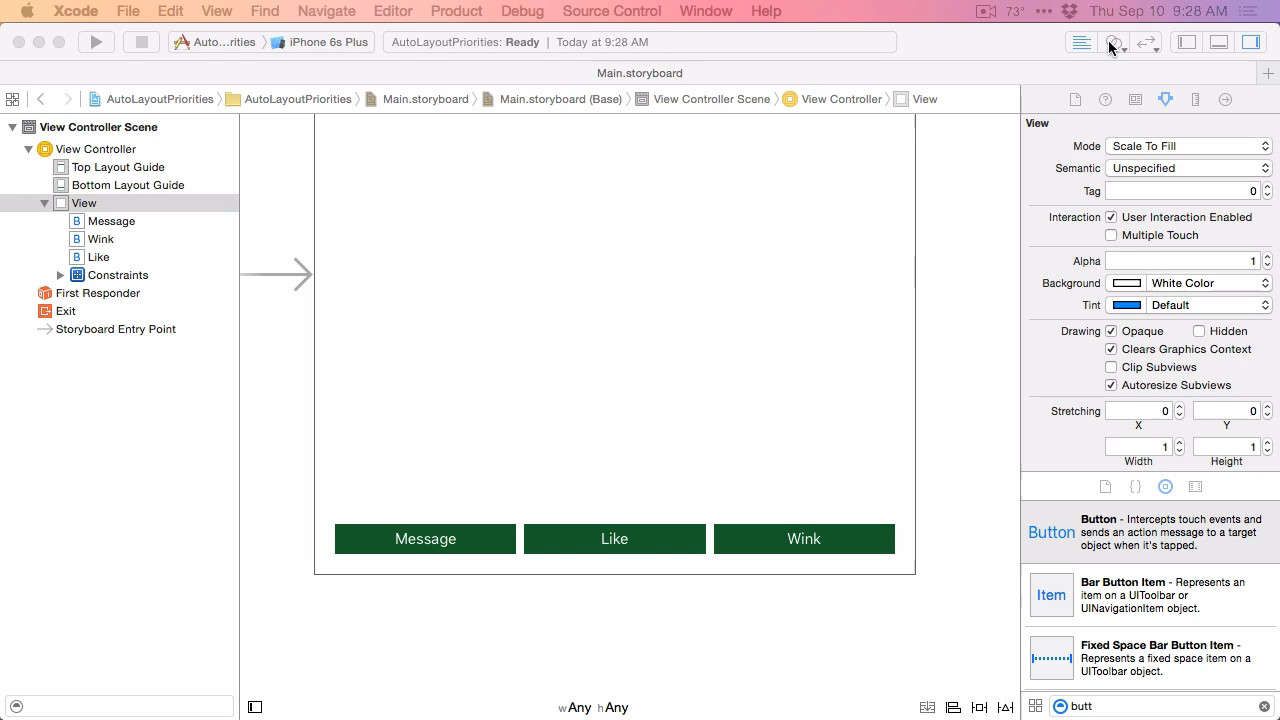 Xcode File Edit View Find Navigate Editor Product Debug Source Control Window Help 73° Thu Sep 10 9:28 AM
Auto...rities iPhone 6s Plus AutoLayoutPriorities: Ready | Today at 9:28 AM
Main.storyboard
AutoLayoutPriorities AutoLayoutPriorities Main.storyboard Main.storyboard (Base) View Controller Scene View Controller View
View Controller Scene
View Controller
Top Layout Guide
Bottom Layout Guide
View
B Message
B Wink
B Like
Constraints
First Responder
Exit
Storyboard Entry Point
Message Like Wink
wAny hAny
View
Mode Scale To Fill
Semantic Unspecified
Tag 0
Interaction User Interaction Enabled
Multiple Touch
Alpha 1
Background White Color
Tint Default
Drawing Opaque Hidden
Clears Graphics Context
Clip Subviews
Autoresize Subviews
Stretching 0 0
X Y
1 1
Width Height
{}
Button Button - Intercepts touch events and
sends an action message to a target
object when it's tapped.
Item Bar Button Item - Represents an
item on a UIToolbar or
UINavigationItem object.
Fixed Space Bar Button Item -
Represents a fixed space item on a
UIToolbar object.
butt